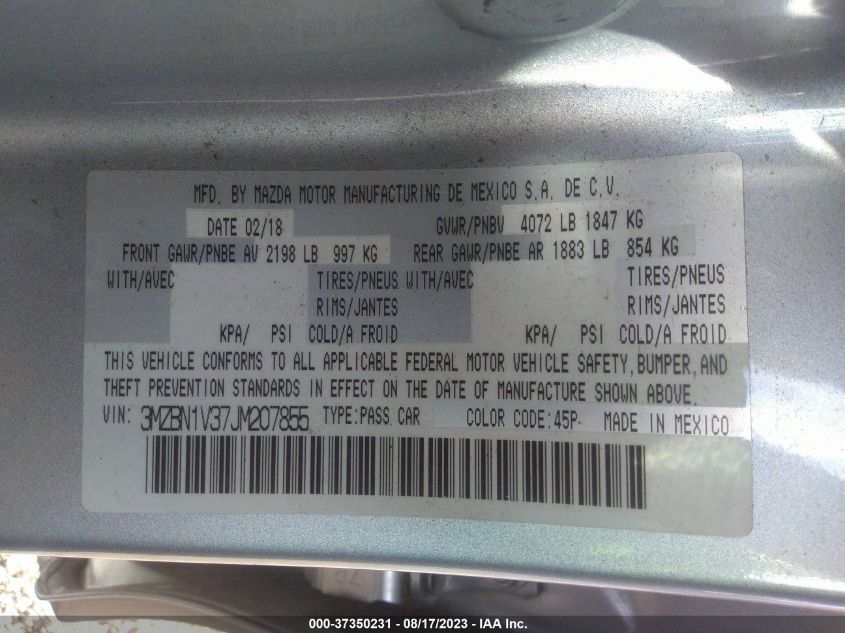 MFD. BY MAZDA MOTOR MANUFACTURING DE MEXICO S.A. DE C.V.
DATE 02/18 GVWR/PNBV 4072 LB 1847 KG
FRONT GAWR/PNBE AV 2198 LB 997 KG REAR GAWR/PNBE AR 1883 LB 854 KG
WITH/AVEC TIRES/PNEUS WITH/AVEC TIRES/PNEUS
RIMS/JANTES RIMS/JANTES
KPA/ PSI COLD/A FROID KPA/ PSI COLD/A FROID
THIS VEHICLE CONFORMS TO ALL APPLICABLE FEDERAL MOTOR VEHICLE SAFETY, BUMPER, AND
THEFT PREVENTION STANDARDS IN EFFECT ON THE DATE OF MANUFACTURE SHOWN ABOVE.
VIN: 3MZBN1V37JM207855 TYPE:PASS CAR COLOR CODE:45P- MADE IN MEXICO
000-37350231 - 08/17/2023 - IAA Inc.